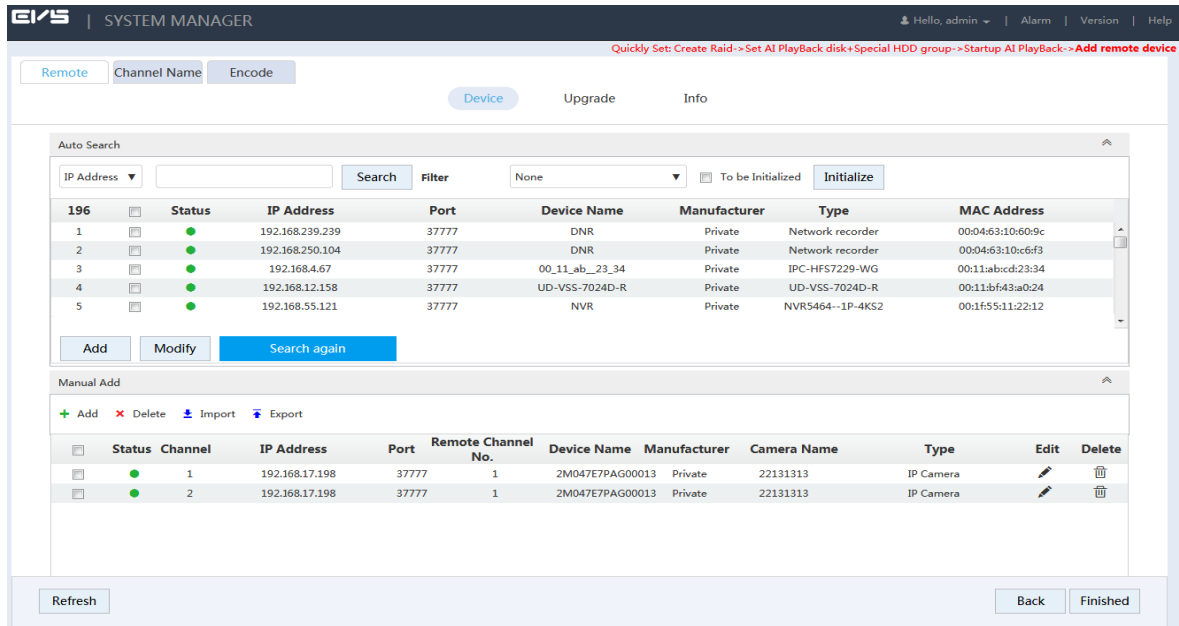 EVS | SYSTEM MANAGER Hello, admin | Alarm | Version | Help
Quickly Set: Create Raid->Set AI PlayBack disk+Special HDD group->Startup AI PlayBack->Add remote device
Remote Channel Name Encode
Device Upgrade Info
Auto Search
IP Address Search Filter None To be Initialized Initialize
196 Status IP Address Port Device Name Manufacturer Type MAC Address
1 192.168.239.239 37777 DNR Private Network recorder 00:04:63:10:60:9c
2 192.168.250.104 37777 DNR Private Network recorder 00:04:63:10:c6:f3
3 192.168.4.67 37777 00_11_ab__23_34 Private IPC-HFS7229-WG 00:11:ab:cd:23:34
4 192.168.12.158 37777 UD-VSS-7024D-R Private UD-VSS-7024D-R 00:11:bf:43:a0:24
5 192.168.55.121 37777 NVR Private NVR5464--1P-4KS2 00:1f:55:11:22:12
Add Modify Search again
Manual Add
Add Delete Import Export
Status Channel IP Address Port Remote Channel No. Device Name Manufacturer Camera Name Type Edit Delete
1 192.168.17.198 37777 1 2M047E7PAG00013 Private 22131313 IP Camera
2 192.168.17.198 37777 1 2M047E7PAG00013 Private 22131313 IP Camera
Refresh Back Finished